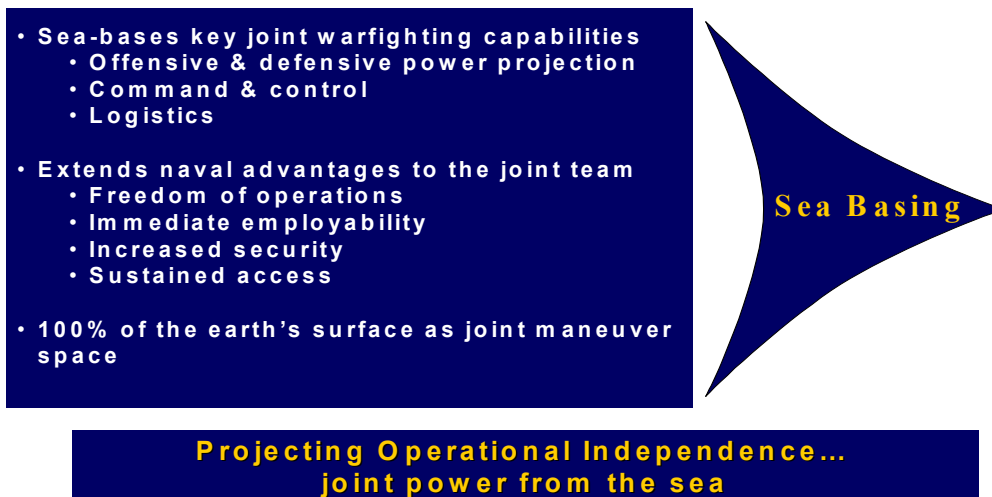 • Sea-bases key joint warfighting capabilities
• Offensive & defensive power projection
• Command & control
• Logistics
• Extends naval advantages to the joint team
• Freedom of operations
• Immediate employability
• Increased security
• Sustained access
• 100% of the earth's surface as joint maneuver
space
Sea Basing
Projecting Operational Independence...
joint power from the sea